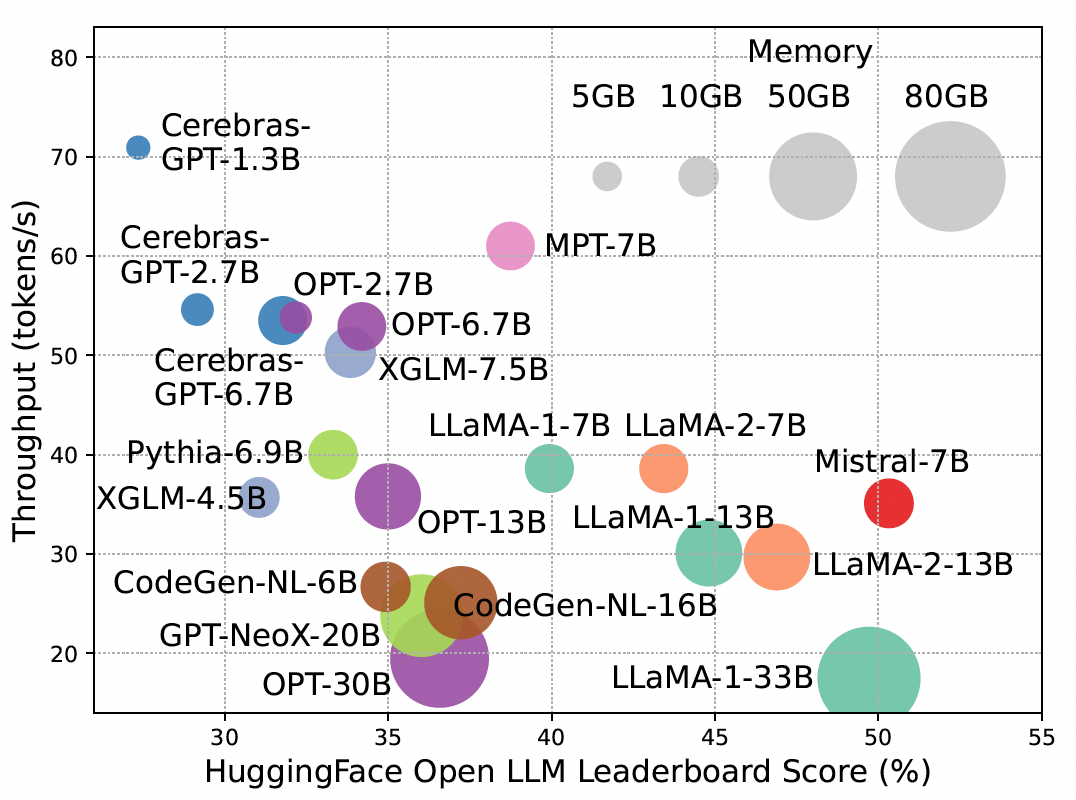 80
70
60
50
40
30
20
Throughput (tokens/s)
Memory
5GB 10GB 50GB 80GB
Cerebras-
GPT-1.3B
Cerebras-
GPT-2.7B
MPT-7B
OPT-2.7B
OPT-6.7B
Cerebras-
GPT-6.7B
XGLM-7.5B
LLaMA-1-7B LLaMA-2-7B
Pythia-6.9B
Mistral-7B
XGLM-4.5B
OPT-13B
LLaMA-1-13B
LLaMA-2-13B
CodeGen-NL-6B
CodeGen-NL-16B
GPT-NeoX-20B
OPT-30B
LLaMA-1-33B
30 35 40 45 50 55
HuggingFace Open LLM Leaderboard Score (%)